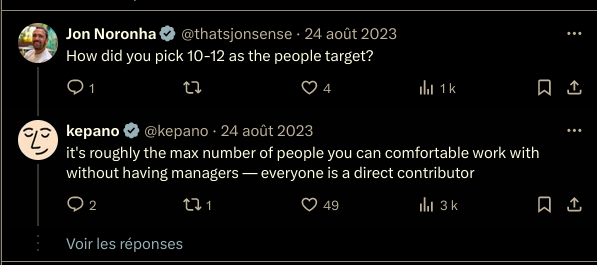 Jon Noronha @thatsjonsense · 24 août 2023
How did you pick 10-12 as the people target?
1 4 1 k
kepano @kepano · 24 août 2023
it's roughly the max number of people you can comfortable work with
without having managers — everyone is a direct contributor
2 1 49 3 k
Voir les réponses